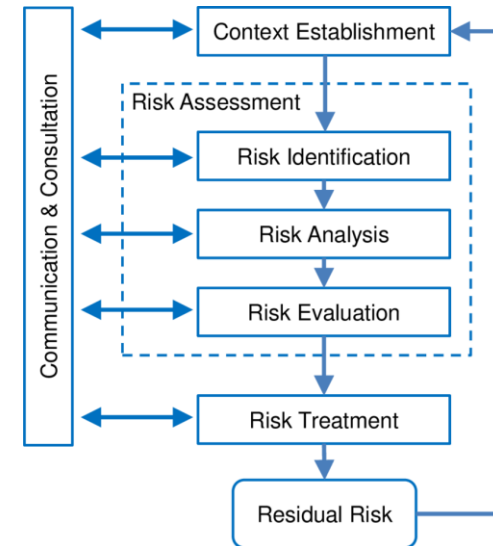 Context Establishment
Risk Assessment
Risk Identification
Risk Analysis
Risk Evaluation
Risk Treatment
Residual Risk
Communication & Consultation